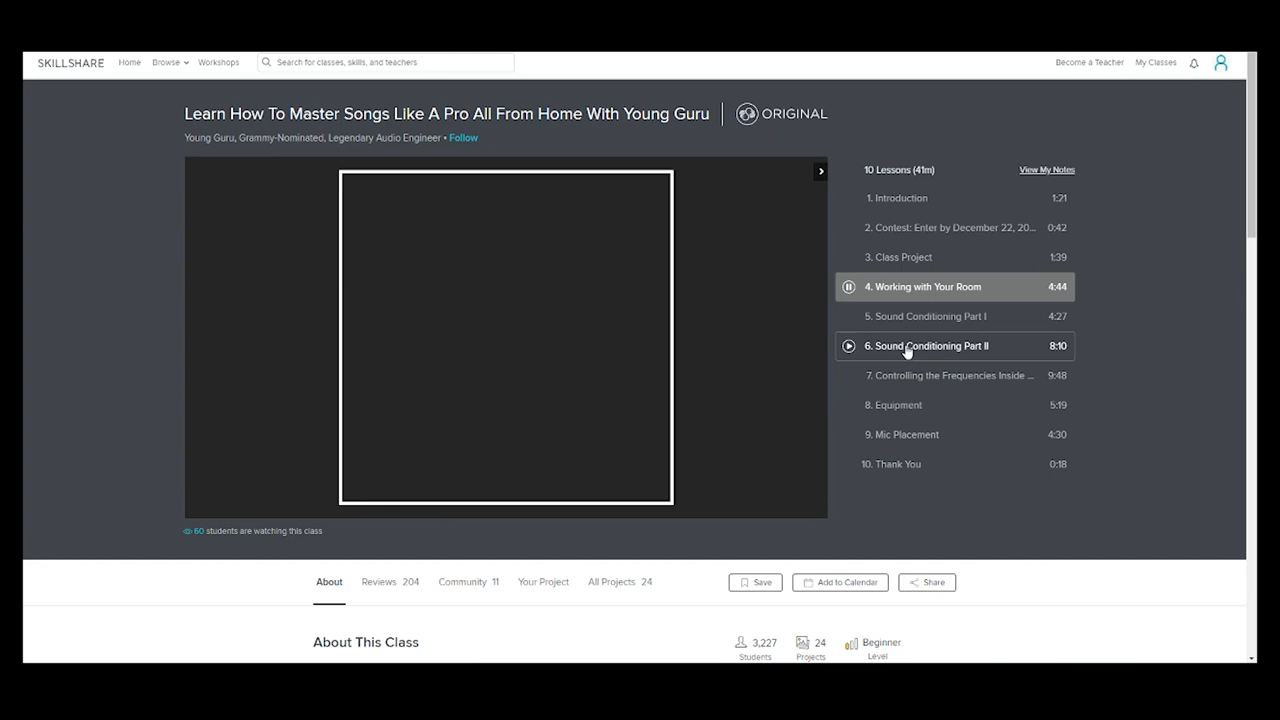 SKILLSHARE Home Browse Workshops Search for classes, skills, and teachers Become a Teacher My Classes
Learn How To Master Songs Like A Pro All From Home With Young Guru ORIGINAL
Young Guru, Grammy-Nominated, Legendary Audio Engineer • Follow
10 Lessons (41m) View My Notes
1. Introduction 1:21
2. Contest: Enter by December 22, 20... 0:42
3. Class Project 1:39
4. Working with Your Room 4:44
5. Sound Conditioning Part I 4:27
6. Sound Conditioning Part II 8:10
7. Controlling the Frequencies Inside ... 9:48
8. Equipment 5:19
9. Mic Placement 4:30
10. Thank You 0:18
60 students are watching this class
About Reviews 204 Community 11 Your Project All Projects 24 Save Add to Calendar Share
About This Class 3,227 24 Beginner
Students Projects Level